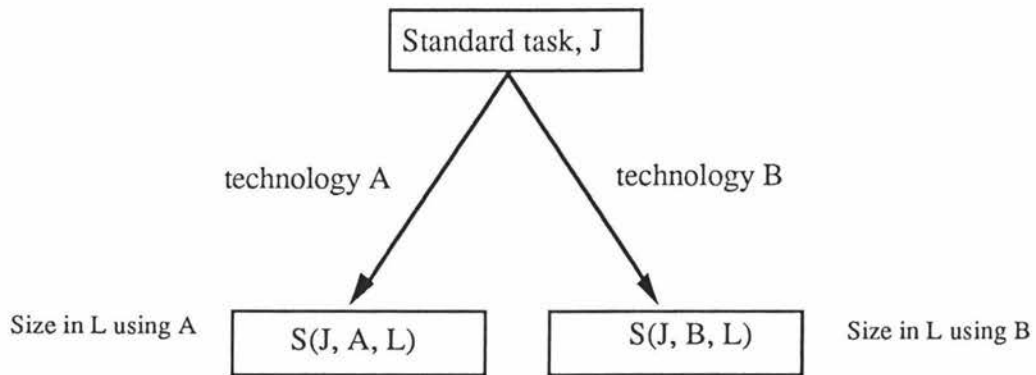 Standard task, J
technology A
technology B
Size in L using A
S(J, A, L)
S(J, B, L)
Size in L using B